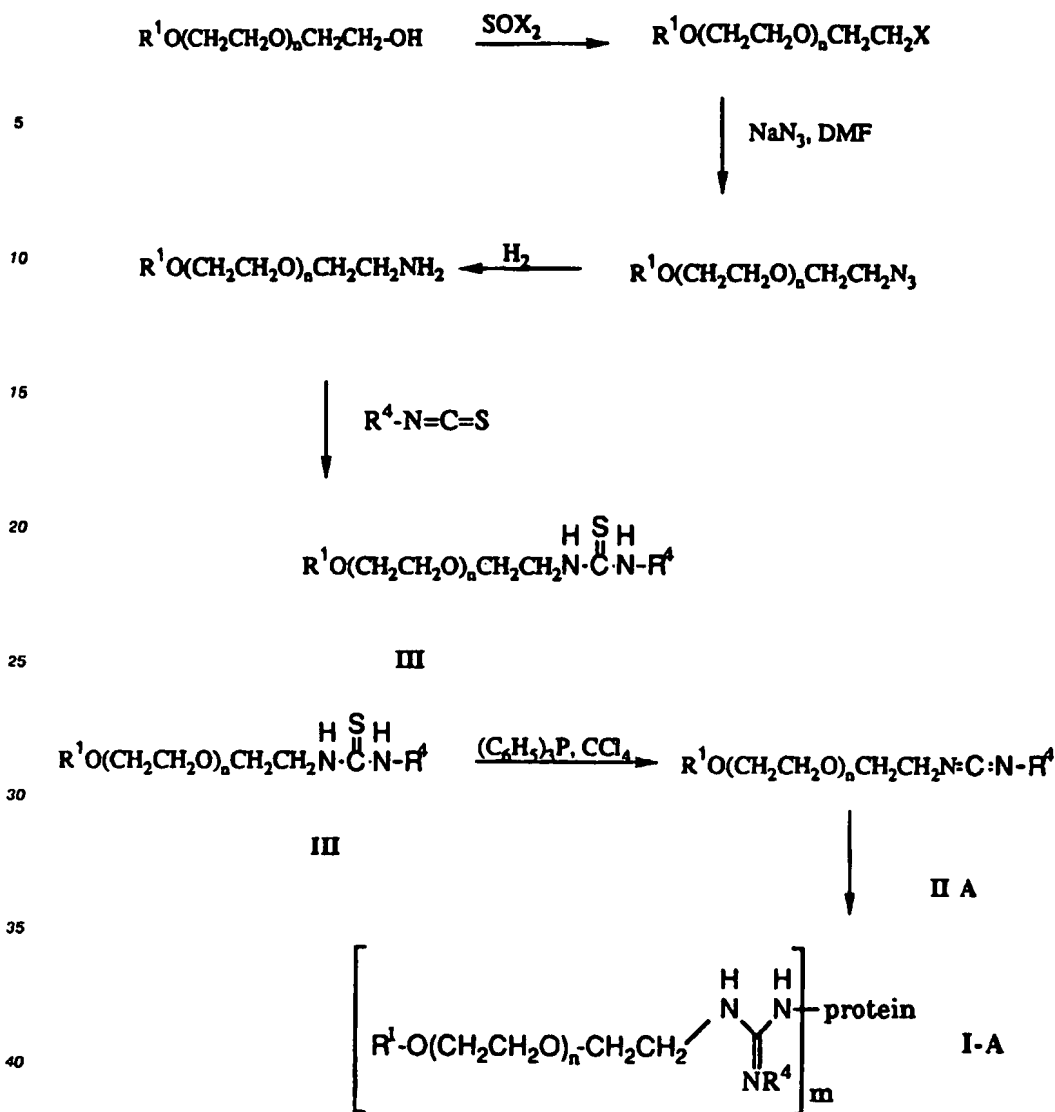 R¹O(CH₂CH₂O)ₙCH₂CH₂-OH SOX₂ R¹O(CH₂CH₂O)ₙCH₂CH₂X
5
NaN₃, DMF
10 R¹O(CH₂CH₂O)ₙCH₂CH₂NH₂ H₂ R¹O(CH₂CH₂O)ₙCH₂CH₂N₃
15
R⁴-N=C=S
20
H S H
R¹O(CH₂CH₂O)ₙCH₂CH₂N·C·N-R⁴
25 III
H S H
R¹O(CH₂CH₂O)ₙCH₂CH₂N·C·N-R⁴ (C₆H₅)₃P, CCl₄ R¹O(CH₂CH₂O)ₙCH₂CH₂N=C=N-R⁴
30
III
II A
35
H H
N N-protein
R¹-O(CH₂CH₂O)ₙ-CH₂CH₂ I-A
40 NR⁴ m